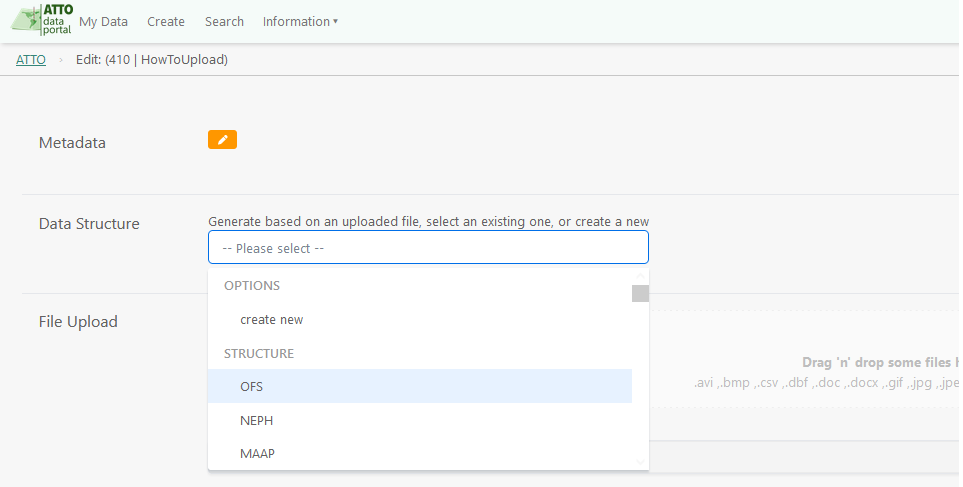 ATTO
data
portal
My Data Create Search Information ▾
ATTO › Edit: (410 | HowToUpload)
Metadata
Data Structure
Generate based on an uploaded file, select an existing one, or create a new
-- Please select --
OPTIONS
create new
STRUCTURE
OFS
NEPH
MAAP
File Upload
Drag 'n' drop some files h
.avi ,.bmp ,.csv ,.dbf ,.doc ,.docx ,.gif ,.jpg ,.jpe